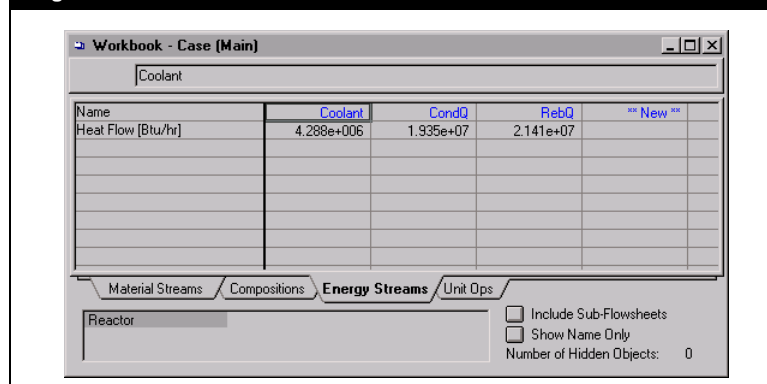 Workbook - Case (Main)
Coolant
Name Coolant CondQ RebQ ** New **
Heat Flow [Btu/hr] 4.288e+006 1.935e+07 2.141e+07
Material Streams Compositions Energy Streams Unit Ops
Reactor
Include Sub-Flowsheets
Show Name Only
Number of Hidden Objects: 0